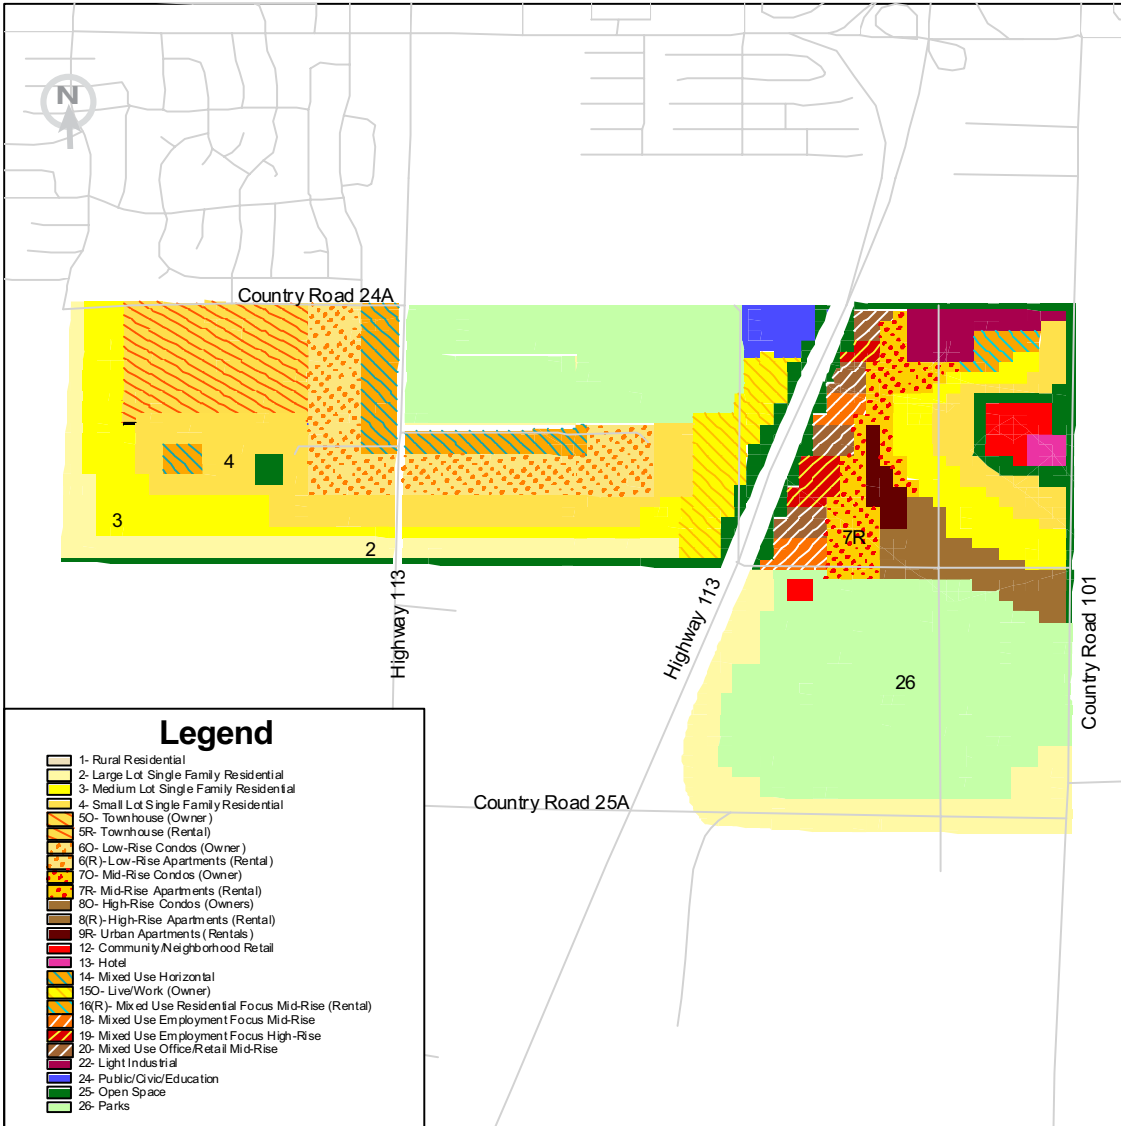 N
Country Road 24A
4
3
2
7R
Highway 113
Highway 113
Country Road 101
26
Country Road 25A
Legend
1- Rural Residential
2- Large Lot Single Family Residential
3- Medium Lot Single Family Residential
4- Small Lot Single Family Residential
5O- Townhouse (Owner)
5R- Townhouse (Rental)
6O- Low-Rise Condos (Owner)
6(R)- Low-Rise Apartments (Rental)
7O- Mid-Rise Condos (Owner)
7R- Mid-Rise Apartments (Rental)
8O- High-Rise Condos (Owners)
8(R)- High-Rise Apartments (Rental)
9R- Urban Apartments (Rentals)
12- Community/Neighborhood Retail
13- Hotel
14- Mixed Use Horizontal
15O- Live/Work (Owner)
16(R)- Mixed Use Residential Focus Mid-Rise (Rental)
18- Mixed Use Employment Focus Mid-Rise
19- Mixed Use Employment Focus High-Rise
20- Mixed Use Office/Retail Mid-Rise
22- Light Industrial
24- Public/Civic/Education
25- Open Space
26- Parks